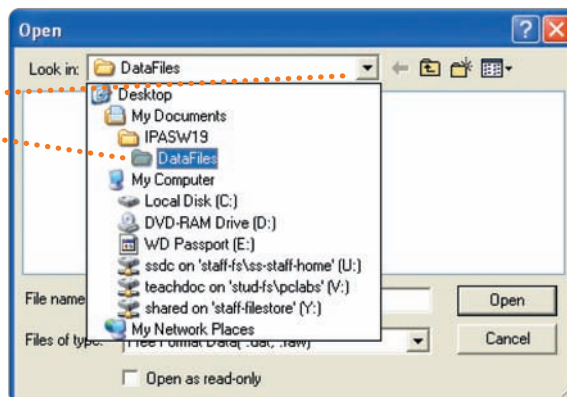 Open
Look in: DataFiles
Desktop
My Documents
IPASW19
DataFiles
My Computer
Local Disk (C:)
DVD-RAM Drive (D:)
WD Passport (E:)
ssdc on 'staff-fs\ss-staff-home' (U:)
teachdoc on 'stud-fs\pclabs' (V:)
shared on 'staff-filestore' (Y:)
My Network Places
File name
Open
Files of type:
Cancel
Open as read-only